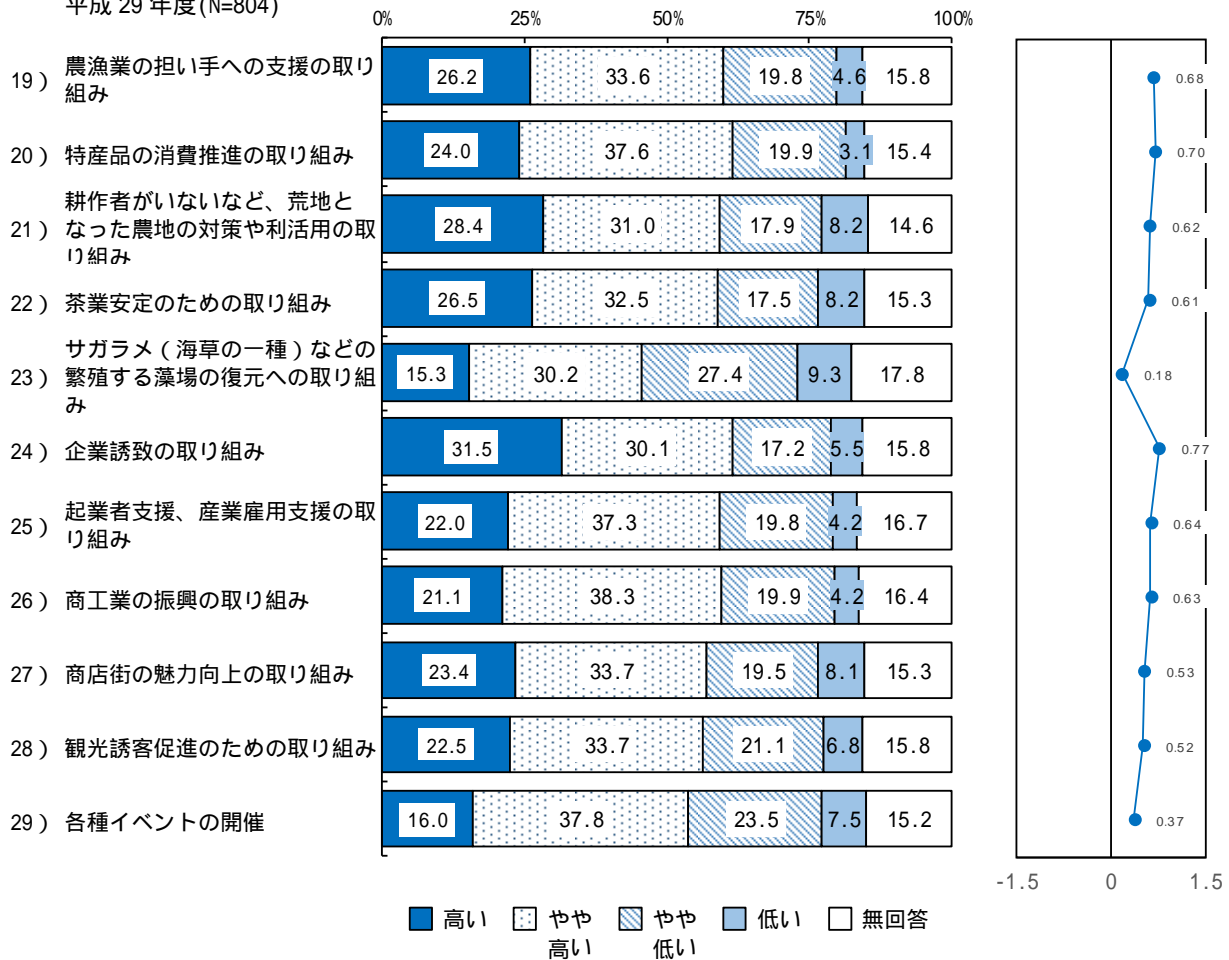 平成 29 年度(N=804)
0% 25% 50% 75% 100%
19） 農漁業の担い手への支援の取り
組み
26.2 33.6 19.8 4.6 15.8 0.68
20） 特産品の消費推進の取り組み
24.0 37.6 19.9 3.1 15.4 0.70
耕作者がいないなど、荒地と
21） なった農地の対策や利活用の取
り組み
28.4 31.0 17.9 8.2 14.6 0.62
22） 茶業安定のための取り組み
26.5 32.5 17.5 8.2 15.3 0.61
サガラメ（海草の一種）などの
23） 繁殖する藻場の復元への取り組
み
15.3 30.2 27.4 9.3 17.8 0.18
24） 企業誘致の取り組み
31.5 30.1 17.2 5.5 15.8 0.77
25） 起業者支援、産業雇用支援の取
り組み
22.0 37.3 19.8 4.2 16.7 0.64
26） 商工業の振興の取り組み
21.1 38.3 19.9 4.2 16.4 0.63
27） 商店街の魅力向上の取り組み
23.4 33.7 19.5 8.1 15.3 0.53
28） 観光誘客促進のための取り組み
22.5 33.7 21.1 6.8 15.8 0.52
29） 各種イベントの開催
16.0 37.8 23.5 7.5 15.2 0.37
-1.5 0 1.5
高い やや
高い やや
低い 低い 無回答